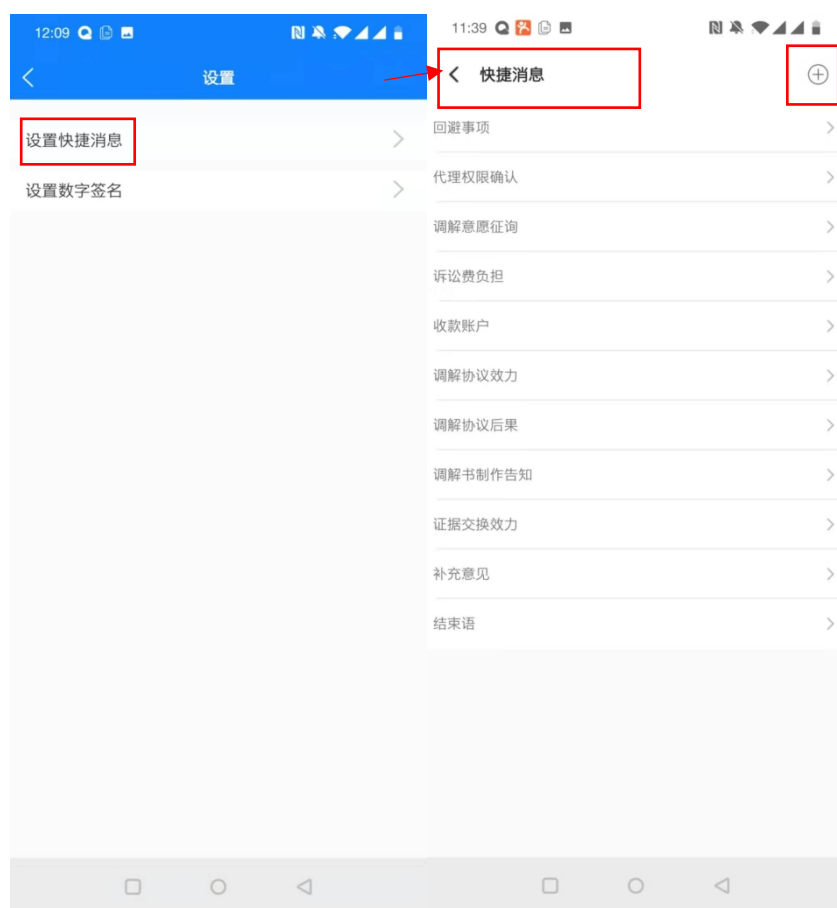 12:09
设置
设置快捷消息
设置数字签名
11:39
快捷消息
回避事项
代理权限确认
调解意愿征询
诉讼费负担
收款账户
调解协议效力
调解协议后果
调解书制作告知
证据交换效力
补充意见
结束语